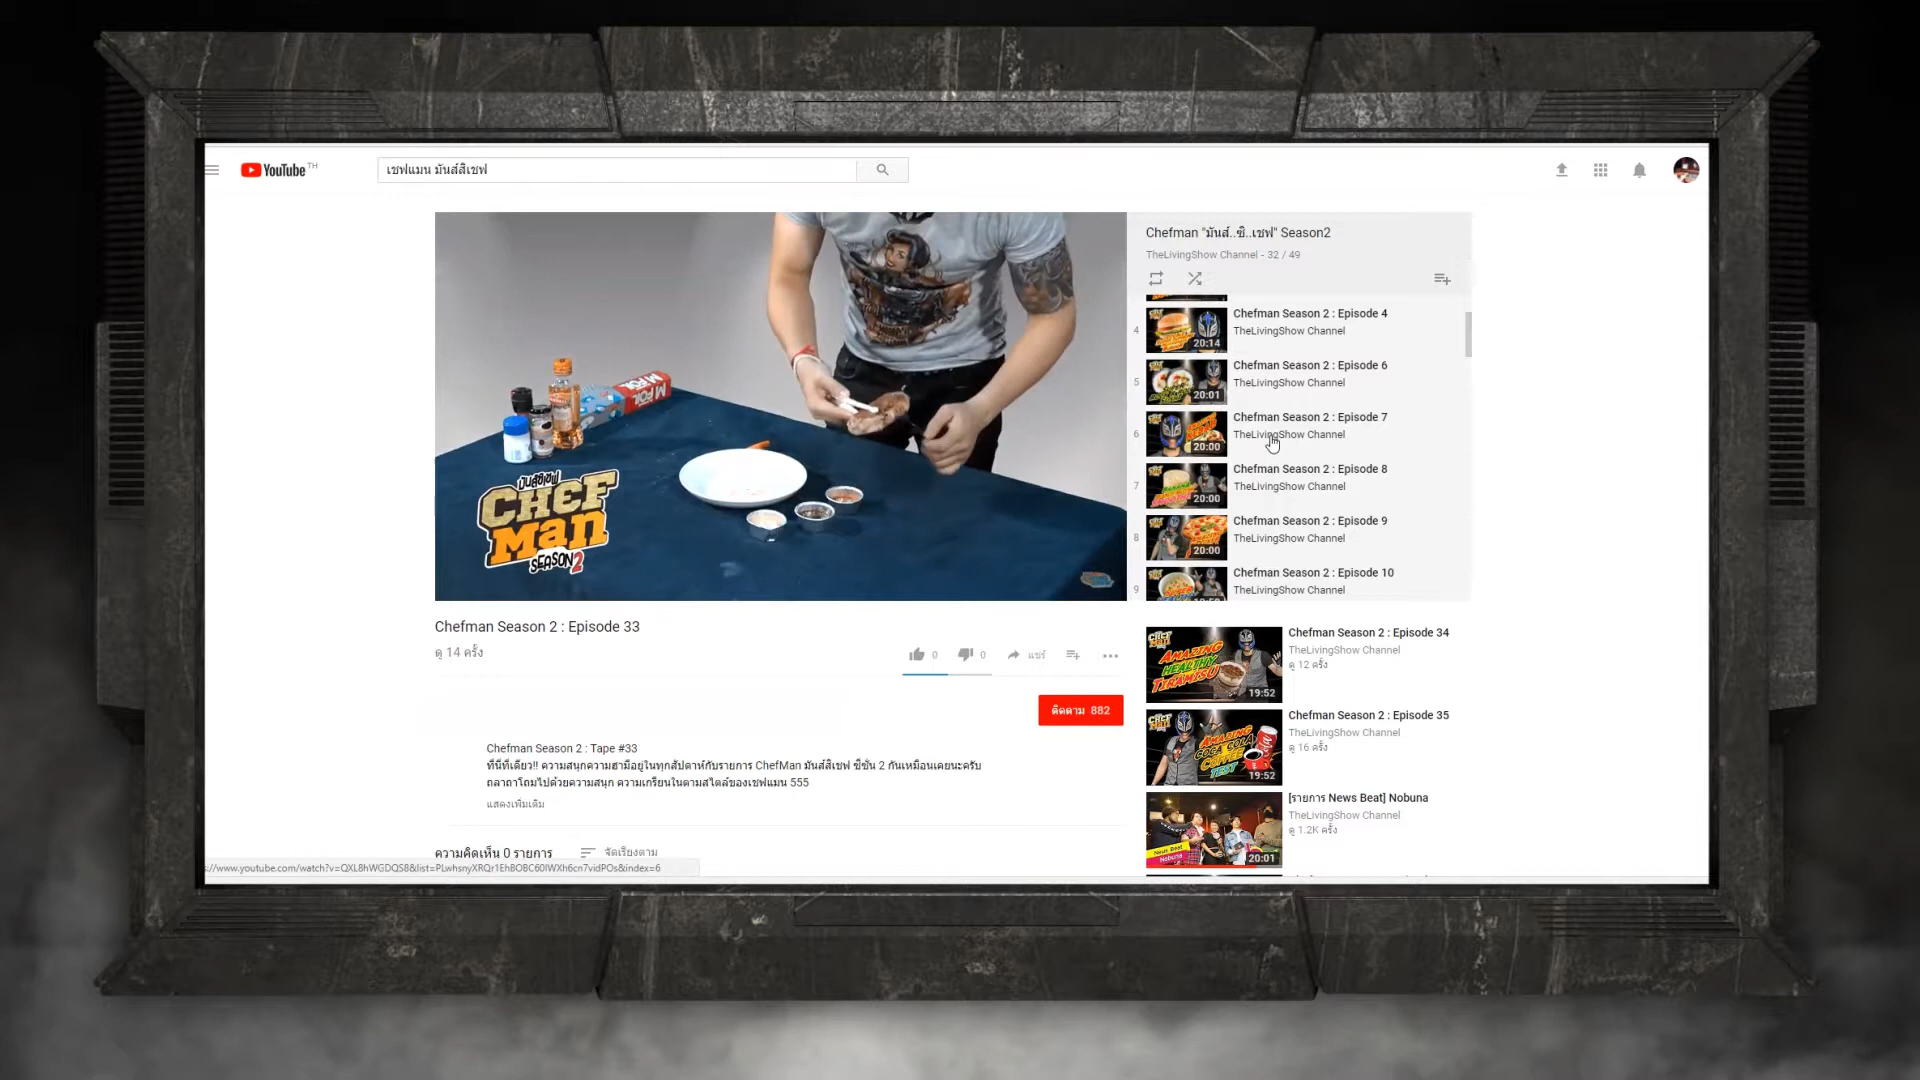 YouTube TH
เชฟแมน มันส์สิเชฟ
Chefman "มันส์..ซิ..เชฟ" Season2
TheLivingShow Channel - 32 / 49
4
Chefman Season 2 : Episode 4
TheLivingShow Channel
20:14
5
Chefman Season 2 : Episode 6
TheLivingShow Channel
20:01
6
Chefman Season 2 : Episode 7
TheLivingShow Channel
20:00
7
Chefman Season 2 : Episode 8
TheLivingShow Channel
20:00
8
Chefman Season 2 : Episode 9
TheLivingShow Channel
20:00
9
Chefman Season 2 : Episode 10
TheLivingShow Channel
M FOIL
CHEF
MAN
SEASON 2
Chefman Season 2 : Episode 33
ดู 14 ครั้ง
0
0
แชร์
ติดตาม 882
Chefman Season 2 : Tape #33
ที่นี่ที่เดียว!! ความสนุกความฮามีอยู่ในทุกสัปดาห์กับรายการ ChefMan มันส์สิเชฟ ซีซั่น 2 กันเหมือนเคยนะครับ
ถลาถาโถมไปด้วยความสนุก ความเกรียนในตามสไตล์ของเชฟแมน 555
แสดงเพิ่มเติม
ความคิดเห็น 0 รายการ
จัดเรียงตาม
s://www.youtube.com/watch?v=QXL8hWGDQS8&list=PLwhsnyXRQr1EhBOBC60IWXh6cn7vidPOs&index=6
CHEF MAN
AMAZING
HEALTHY
TIRAMISU
19:52
Chefman Season 2 : Episode 34
TheLivingShow Channel
ดู 12 ครั้ง
CHEF MAN
AMAZING
COCA COLA
COFFEE
TEST
19:52
Chefman Season 2 : Episode 35
TheLivingShow Channel
ดู 16 ครั้ง
News Beat
Nobuna
20:01
[รายการ News Beat] Nobuna
TheLivingShow Channel
ดู 1.2K ครั้ง